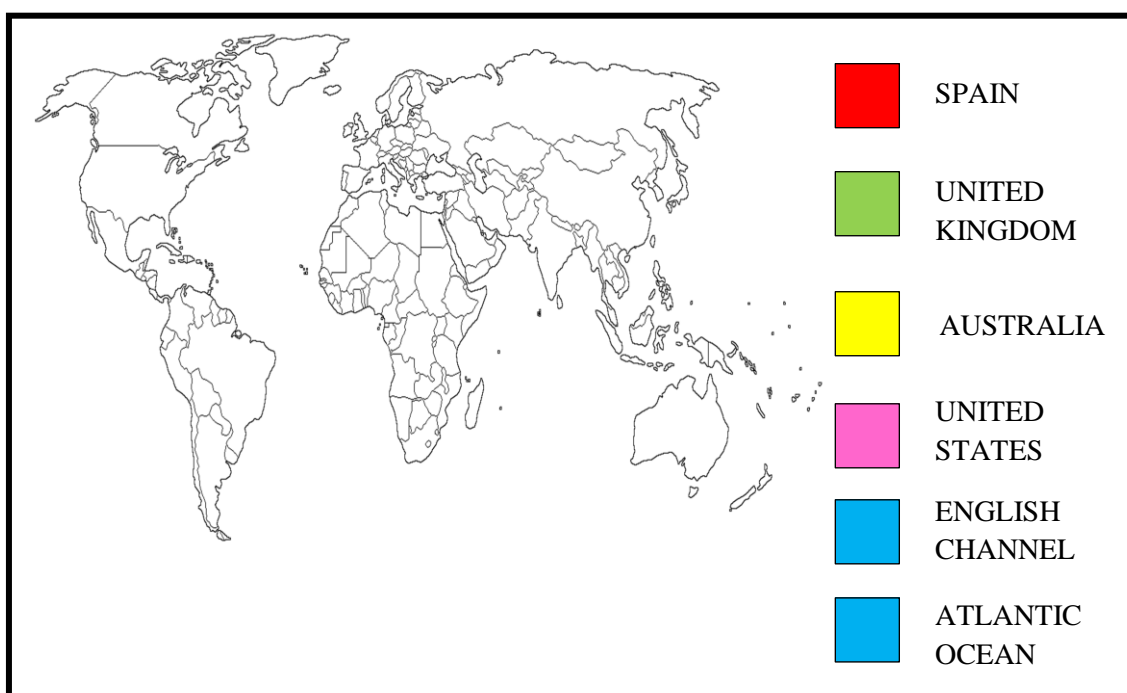 SPAIN
UNITED
KINGDOM
AUSTRALIA
UNITED
STATES
ENGLISH
CHANNEL
ATLANTIC
OCEAN